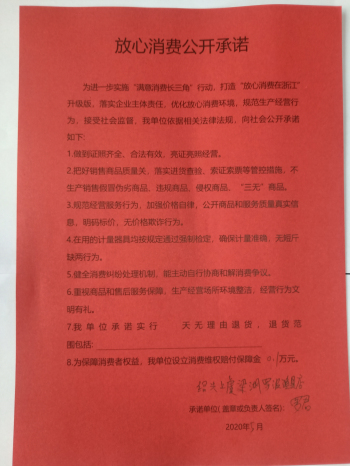 放心消费公开承诺
为进一步实施“满意消费长三角”行动，打造“放心消费在浙江”
升级版，落实企业主体责任，优化放心消费环境，规范生产经营行
为，接受社会监督，我单位依据相关法律法规，向社会公开承诺
如下：
1.做到证照齐全、合法有效，亮证亮照经营。
2.把好销售商品质量关，落实进货查验、索证索票等管控措施，不
生产销售假冒伪劣商品、违规商品、侵权商品、“三无”商品。
3.规范经营服务行为，加强价格自律，公开商品和服务质量真实信
息，明码标价，无价格欺诈行为。
4.在用的计量器具均按规定通过强制检定，确保计量准确，无短斤
缺两行为。
5.健全消费纠纷处理机制，能主动自行协商和解消费争议。
6.重视商品和售后服务保障，生产经营场所环境整洁，经营行为文
明有礼。
7.我单位承诺实行 天无理由退货，退货范
围包括：
8.为保障消费者权益，我单位设立消费维权赔付保障金 0.1万元。
绍兴上虞梁湖
承诺单位(盖章或负责人签名)：
2020年5月